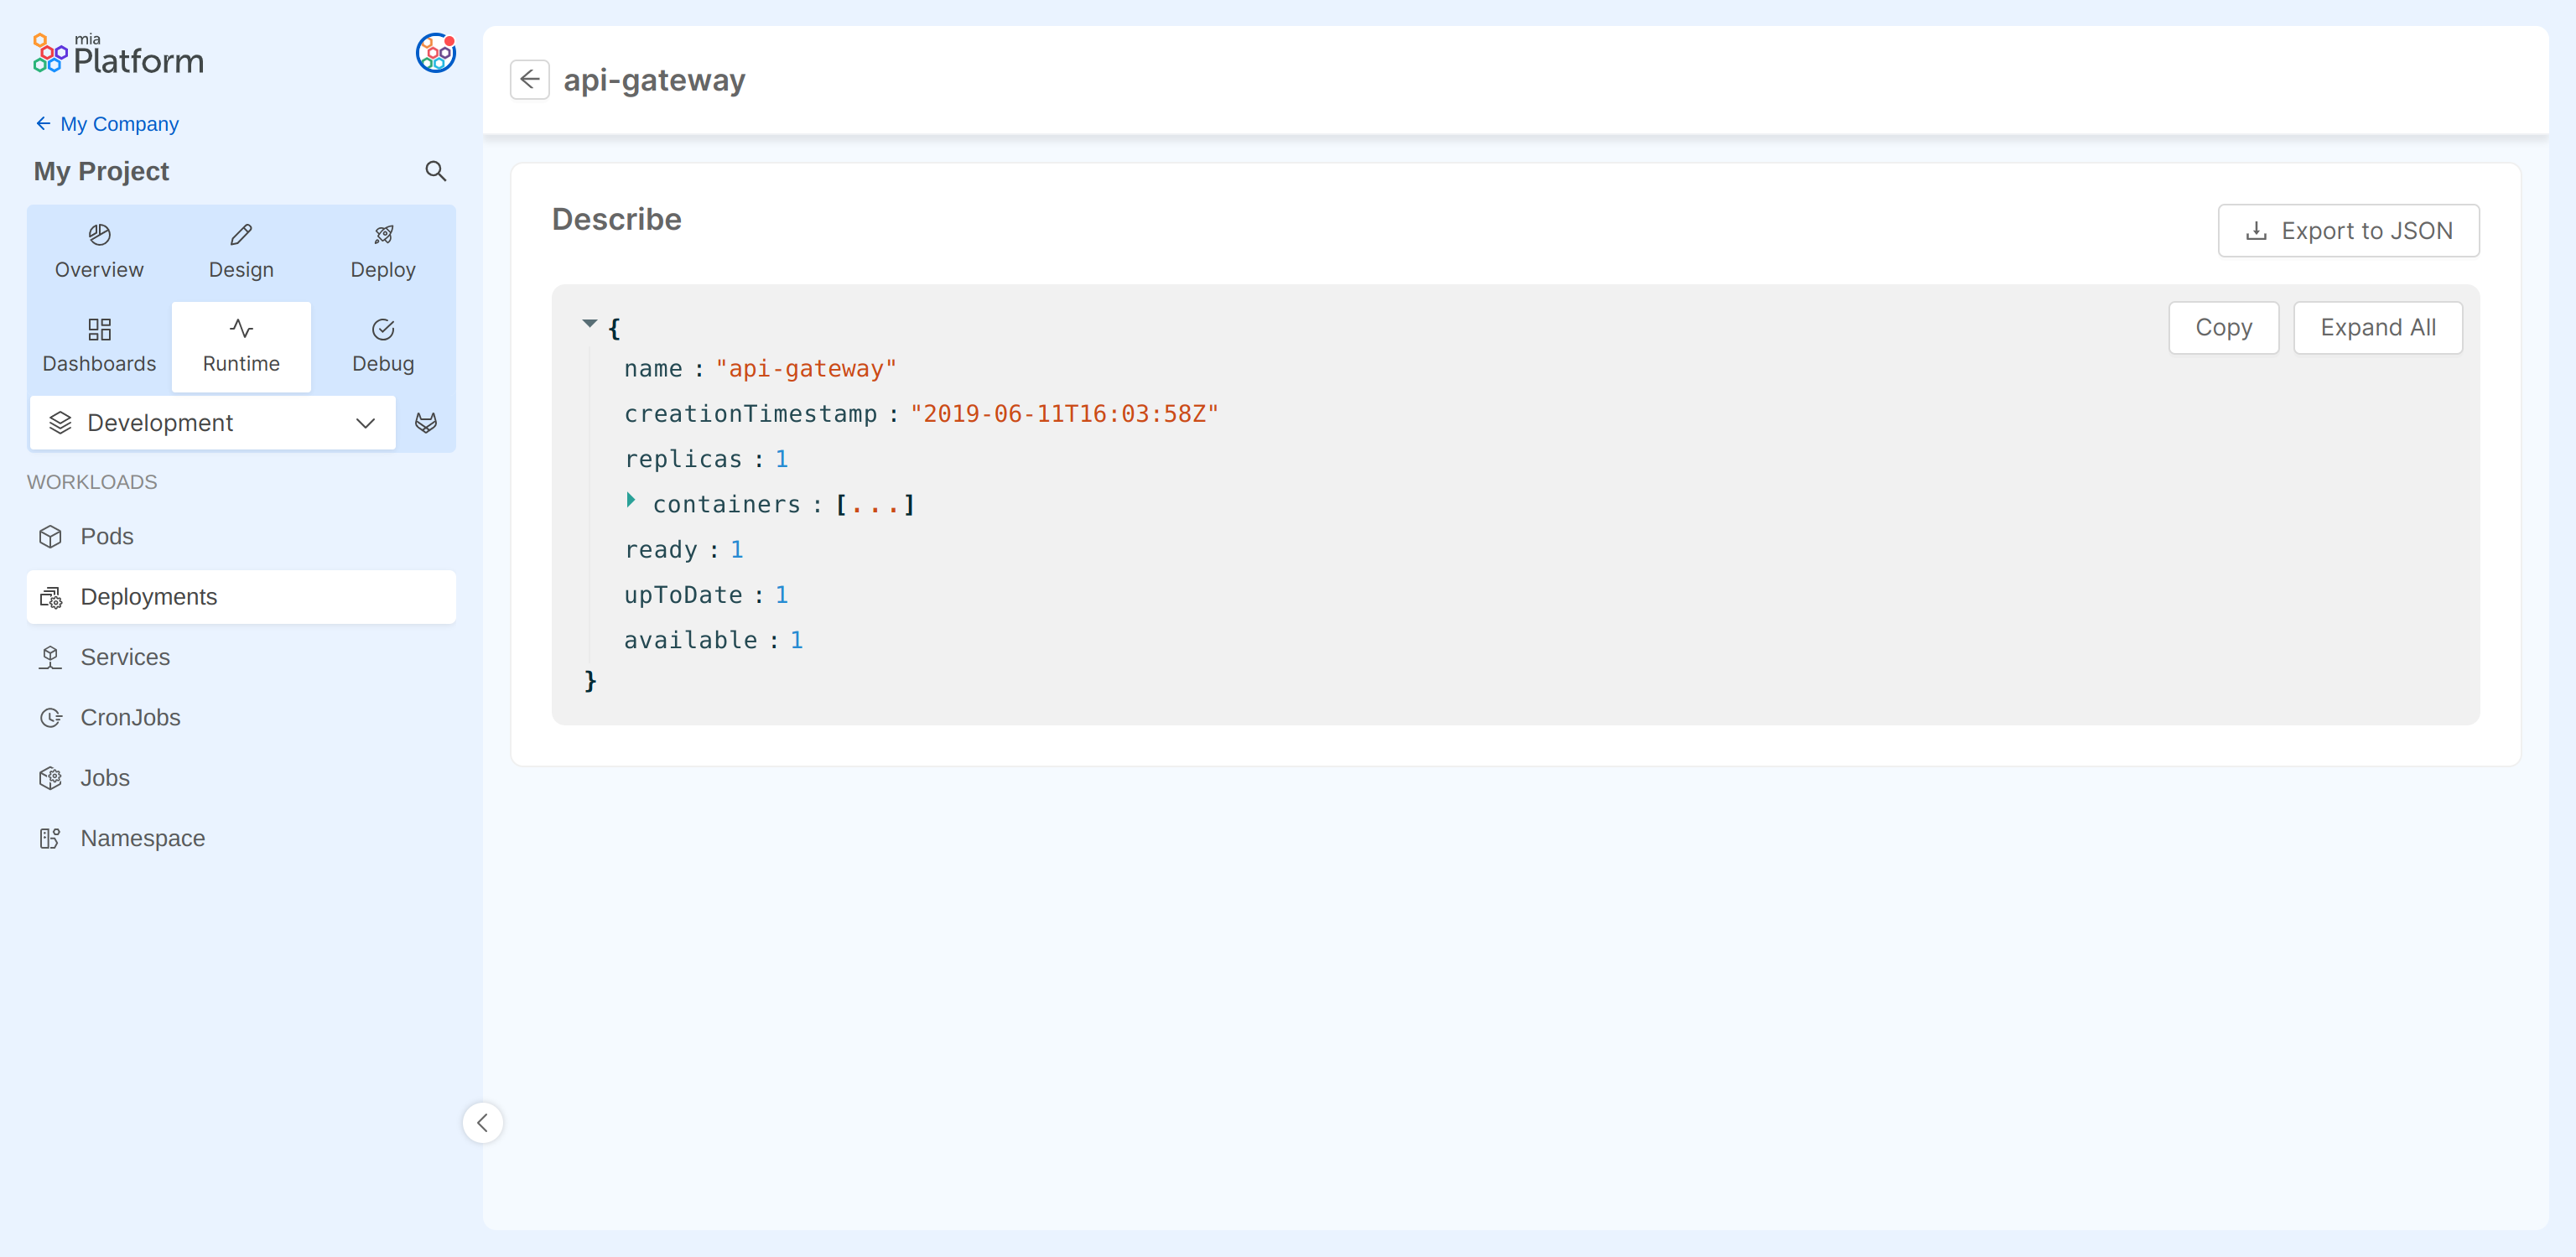 mia
Platform
My Company
My Project
Overview
Design
Deploy
Dashboards
Runtime
Debug
Development
WORKLOADS
Pods
Deployments
Services
CronJobs
Jobs
Namespace
api-gateway
Describe
Export to JSON
Copy
Expand All
{
name : "api-gateway"
creationTimestamp : "2019-06-11T16:03:58Z"
replicas : 1
containers : [...]
ready : 1
upToDate : 1
available : 1
}